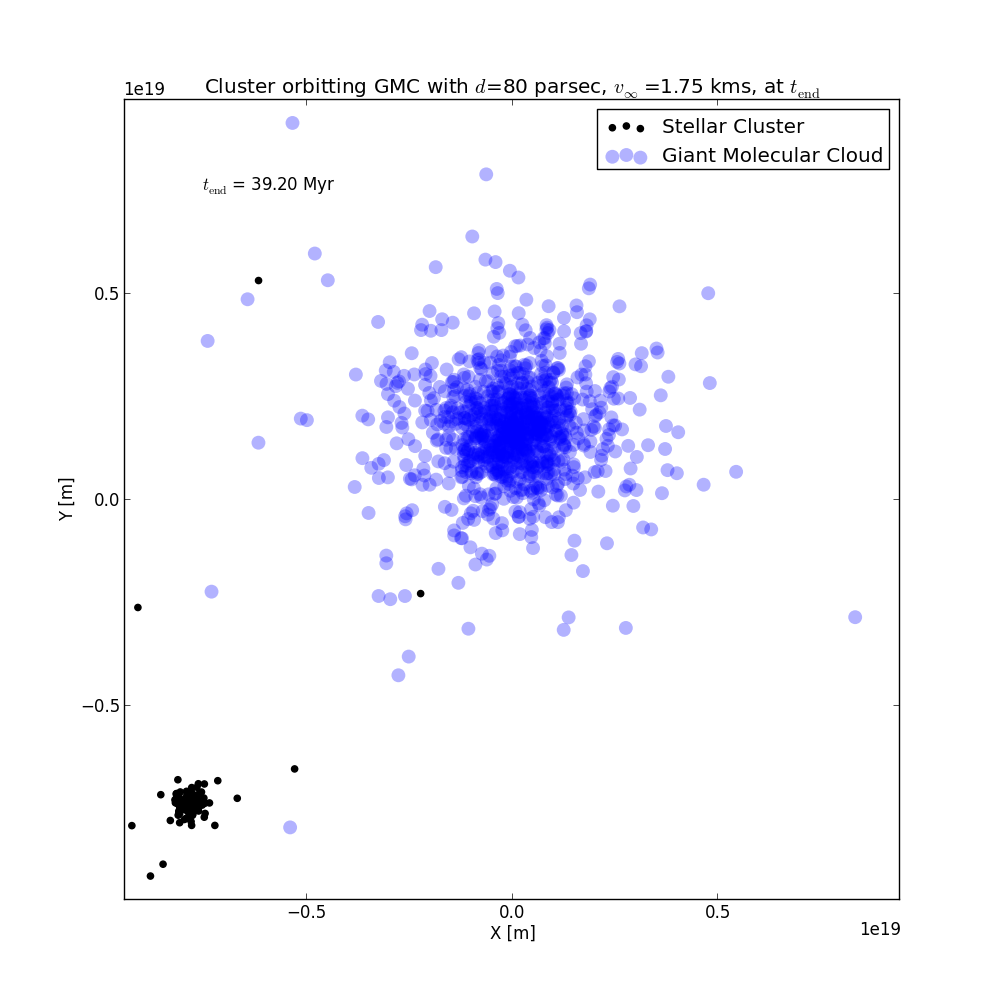 Cluster orbitting GMC with d=80 parsec, v∞ =1.75 kms, at t_end
1e19
Stellar Cluster
Giant Molecular Cloud
t_end = 39.20 Myr
0.5
0.0
−0.5
Y [m]
−0.5 0.0 0.5
X [m]
1e19